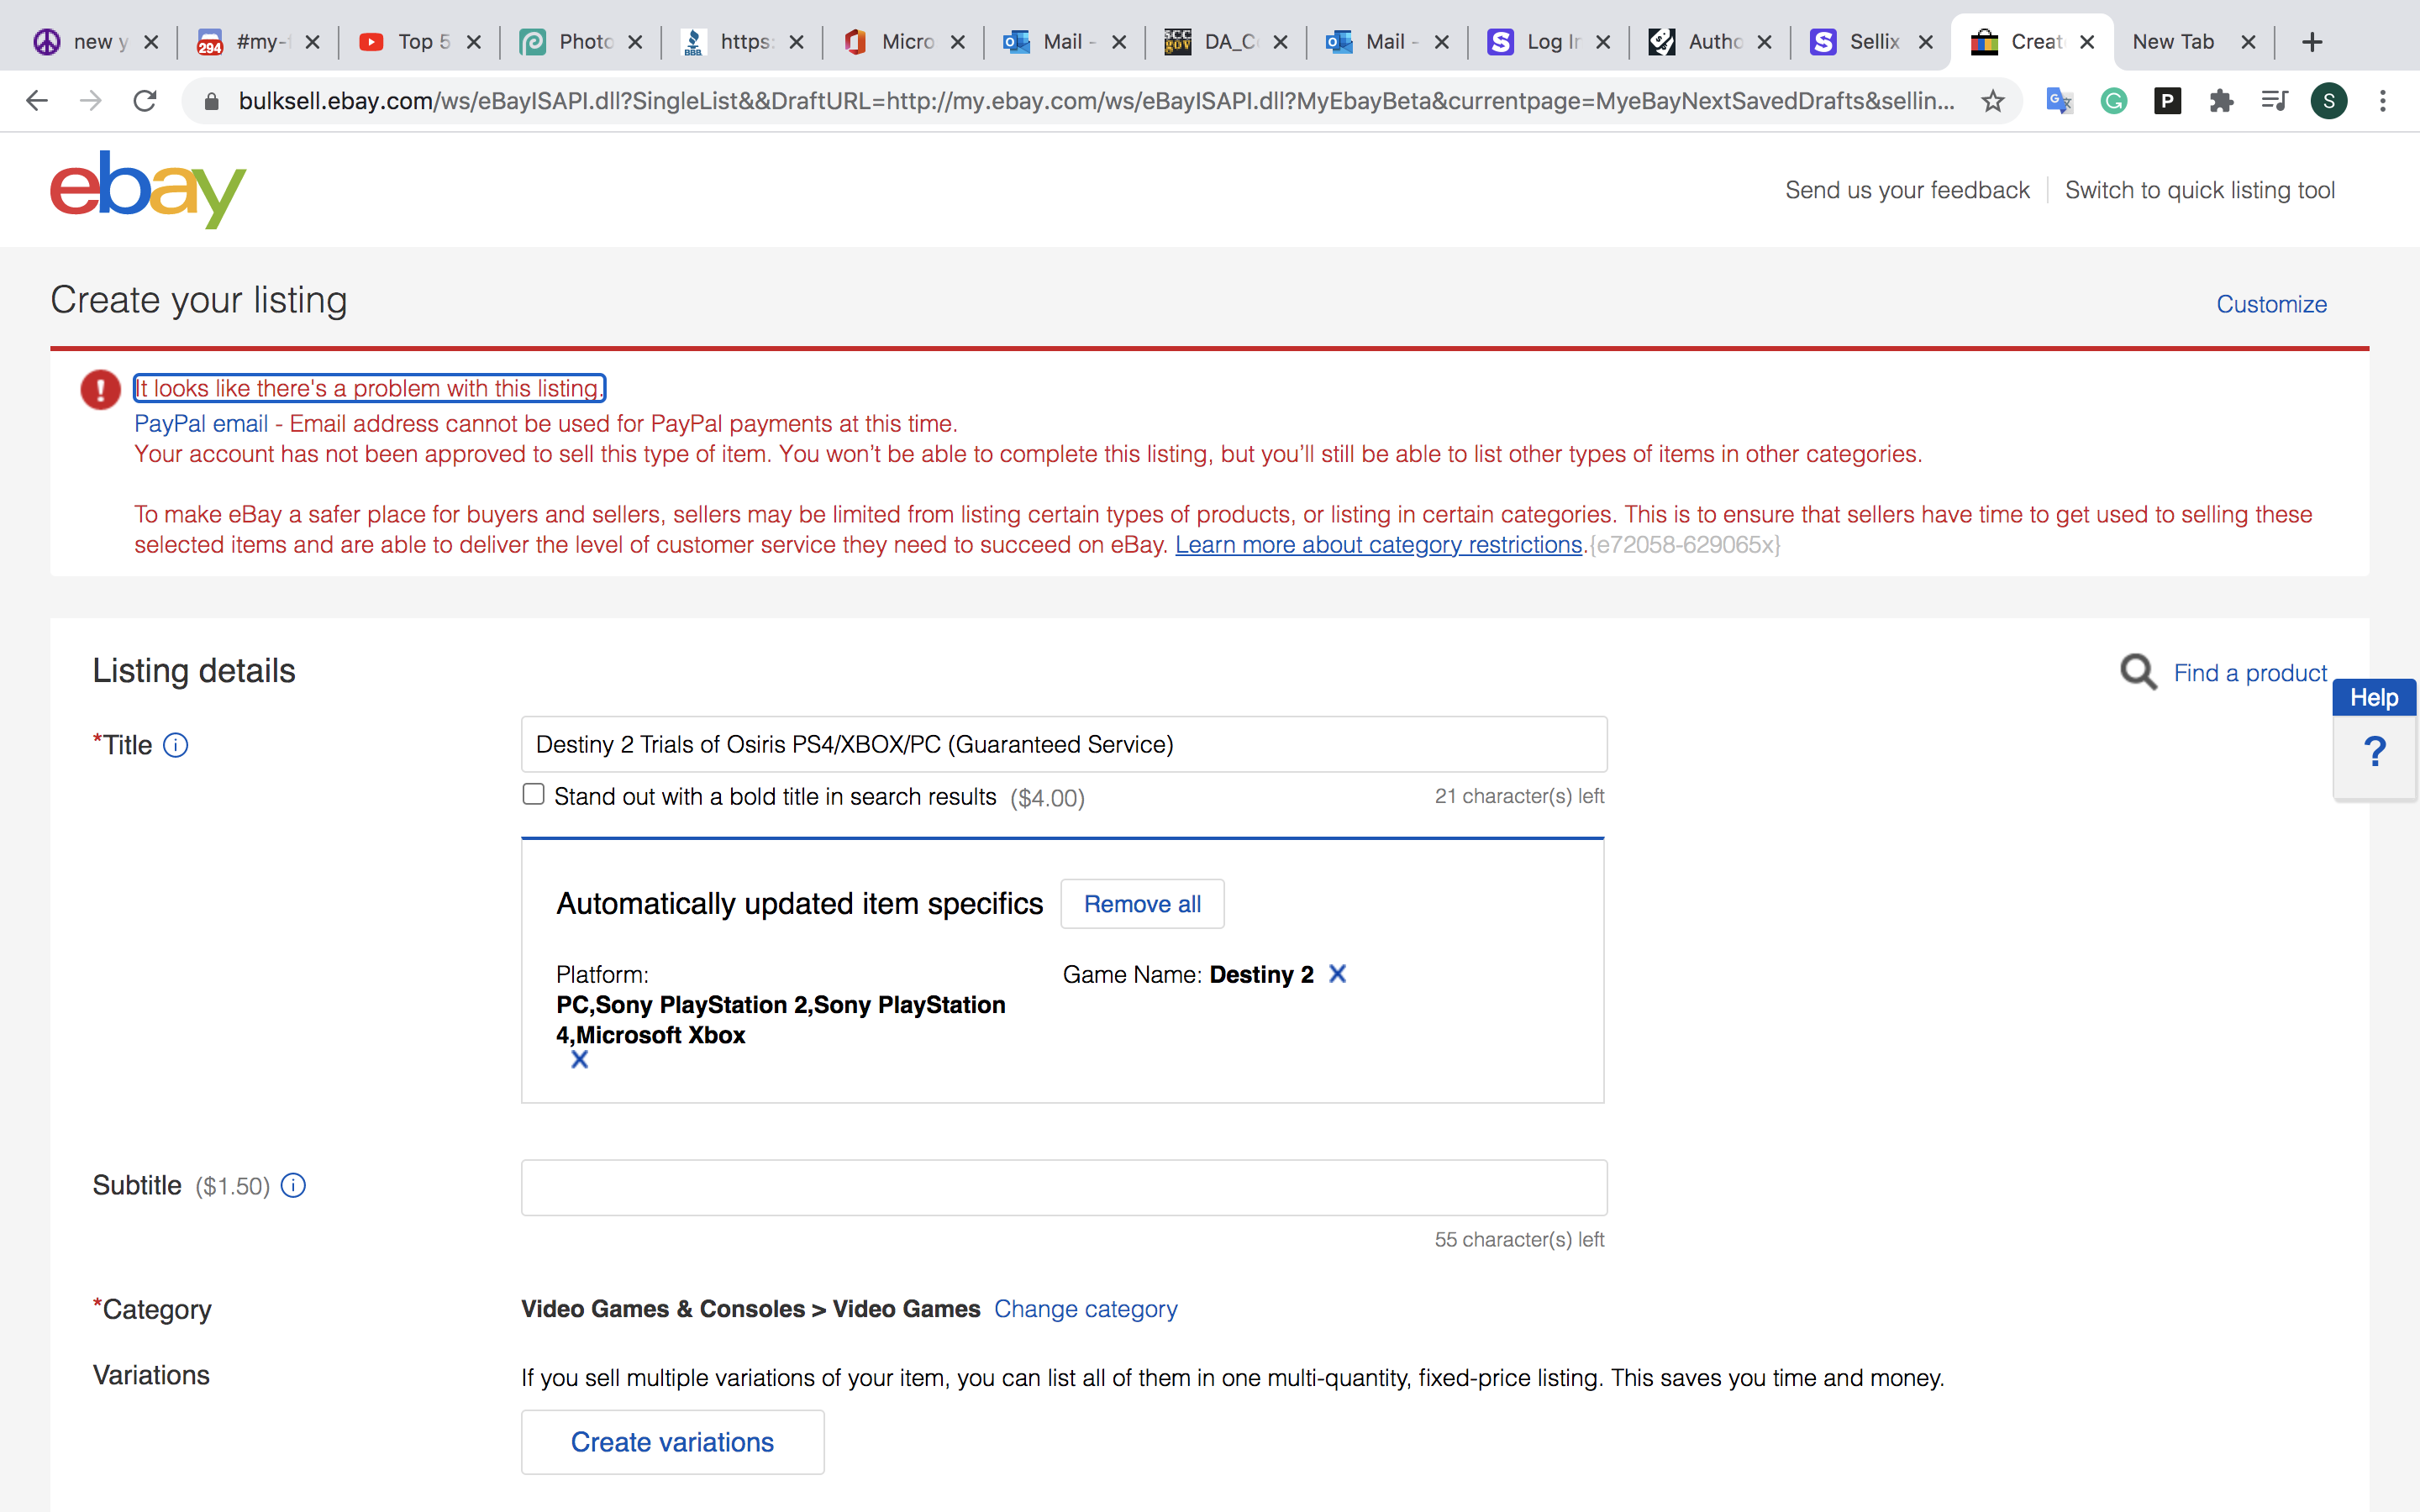 new y
294
#my-
Top 5
Photo
BBB
https:
Micro
Mail -
SCC gov
DA_C
Mail -
S
Log In
Autho
S
Sellix
Creat
New Tab
bulksell.ebay.com/ws/eBayISAPI.dll?SingleList&&DraftURL=http://my.ebay.com/ws/eBayISAPI.dll?MyEbayBeta&currentpage=MyeBayNextSavedDrafts&sellin...
G
P
S
ebay
Send us your feedback
Switch to quick listing tool
Create your listing
Customize
It looks like there's a problem with this listing.
PayPal email - Email address cannot be used for PayPal payments at this time.
Your account has not been approved to sell this type of item. You won’t be able to complete this listing, but you’ll still be able to list other types of items in other categories.
To make eBay a safer place for buyers and sellers, sellers may be limited from listing certain types of products, or listing in certain categories. This is to ensure that sellers have time to get used to selling these
selected items and are able to deliver the level of customer service they need to succeed on eBay. Learn more about category restrictions.{e72058-629065x}
Listing details
Find a product
Help
?
*Title
Destiny 2 Trials of Osiris PS4/XBOX/PC (Guaranteed Service)
Stand out with a bold title in search results ($4.00)
21 character(s) left
Automatically updated item specifics
Remove all
Platform:
PC,Sony PlayStation 2,Sony PlayStation
4,Microsoft Xbox
Game Name: Destiny 2
Subtitle ($1.50)
55 character(s) left
*Category
Video Games & Consoles > Video Games Change category
Variations
If you sell multiple variations of your item, you can list all of them in one multi-quantity, fixed-price listing. This saves you time and money.
Create variations